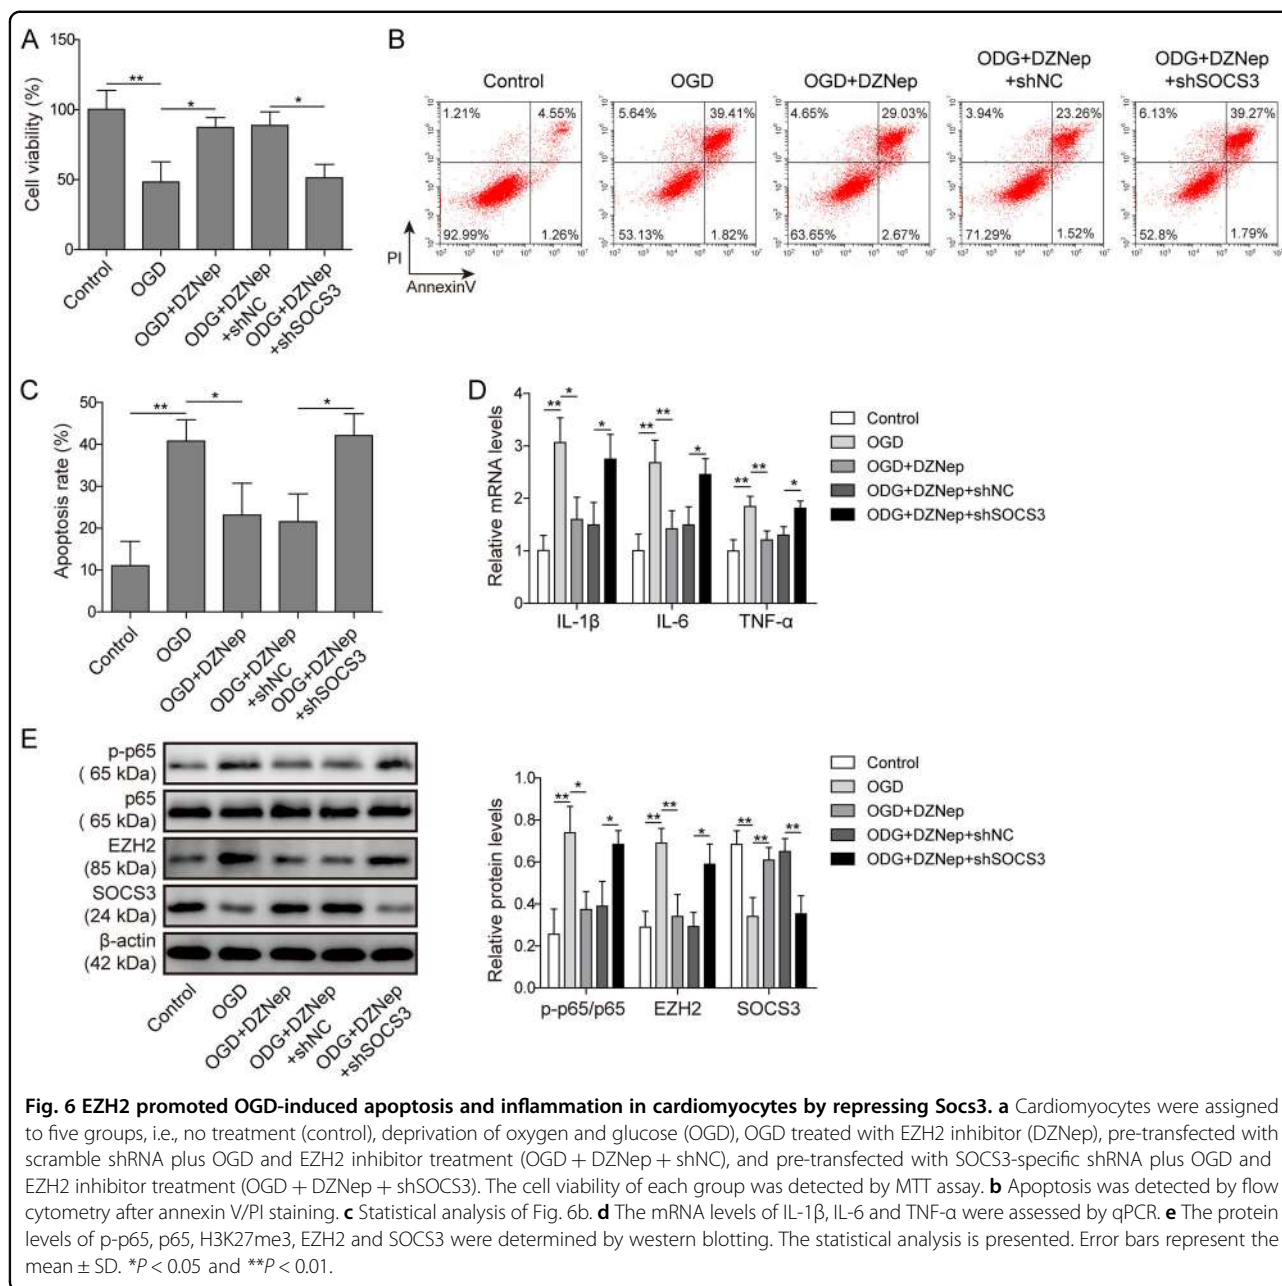 A
Cell viability (%)
150
100
50
0
**
*
*
Control
OGD
OGD+DZNep
ODG+DZNep
+shNC
ODG+DZNep
+shSOCS3
B
Control
OGD
OGD+DZNep
ODG+DZNep
+shNC
ODG+DZNep
+shSOCS3
1.21%
4.55%
92.99%
1.26%
5.64%
39.41%
53.13%
1.82%
4.65%
29.03%
63.65%
2.67%
3.94%
23.26%
71.29%
1.52%
6.13%
39.27%
52.8%
1.79%
PI
AnnexinV
C
Apoptosis rate (%)
50
40
30
20
10
0
**
*
*
Control
OGD
OGD+DZNep
ODG+DZNep
+shNC
ODG+DZNep
+shSOCS3
D
Relative mRNA levels
4
3
2
1
0
** * *
** ** *
** ** *
IL-1β IL-6 TNF-α
Control
OGD
OGD+DZNep
ODG+DZNep+shNC
ODG+DZNep+shSOCS3
E
p-p65
( 65 kDa)
p65
( 65 kDa)
EZH2
(85 kDa)
SOCS3
(24 kDa)
β-actin
(42 kDa)
Control
OGD
OGD+DZNep
ODG+DZNep
+shNC
ODG+DZNep
+shSOCS3
Relative protein levels
1.0
0.8
0.6
0.4
0.2
0.0
** * *
** ** *
** ** **
p-p65/p65 EZH2 SOCS3
Control
OGD
OGD+DZNep
ODG+DZNep+shNC
ODG+DZNep+shSOCS3
Fig. 6 EZH2 promoted OGD-induced apoptosis and inflammation in cardiomyocytes by repressing Socs3. a Cardiomyocytes were assigned
to five groups, i.e., no treatment (control), deprivation of oxygen and glucose (OGD), OGD treated with EZH2 inhibitor (DZNep), pre-transfected with
scramble shRNA plus OGD and EZH2 inhibitor treatment (OGD + DZNep + shNC), and pre-transfected with SOCS3-specific shRNA plus OGD and
EZH2 inhibitor treatment (OGD + DZNep + shSOCS3). The cell viability of each group was detected by MTT assay. b Apoptosis was detected by flow
cytometry after annexin V/PI staining. c Statistical analysis of Fig. 6b. d The mRNA levels of IL-1β, IL-6 and TNF-α were assessed by qPCR. e The protein
levels of p-p65, p65, H3K27me3, EZH2 and SOCS3 were determined by western blotting. The statistical analysis is presented. Error bars represent the
mean ± SD. *P < 0.05 and **P < 0.01.